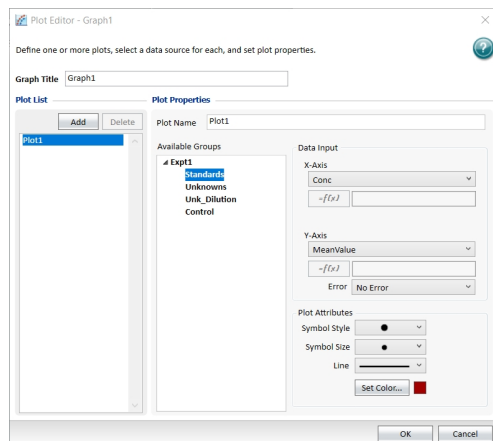 Plot Editor - Graph1
Define one or more plots, select a data source for each, and set plot properties.
?
Graph Title Graph1
Plot List
Add Delete
Plot1
Plot Properties
Plot Name Plot1
Available Groups
Expt1
Standards
Unknowns
Unk_Dilution
Control
Data Input
X-Axis
Conc
=f(x)
Y-Axis
MeanValue
=f(x)
Error No Error
Plot Attributes
Symbol Style
Symbol Size
Line
Set Color...
OK Cancel